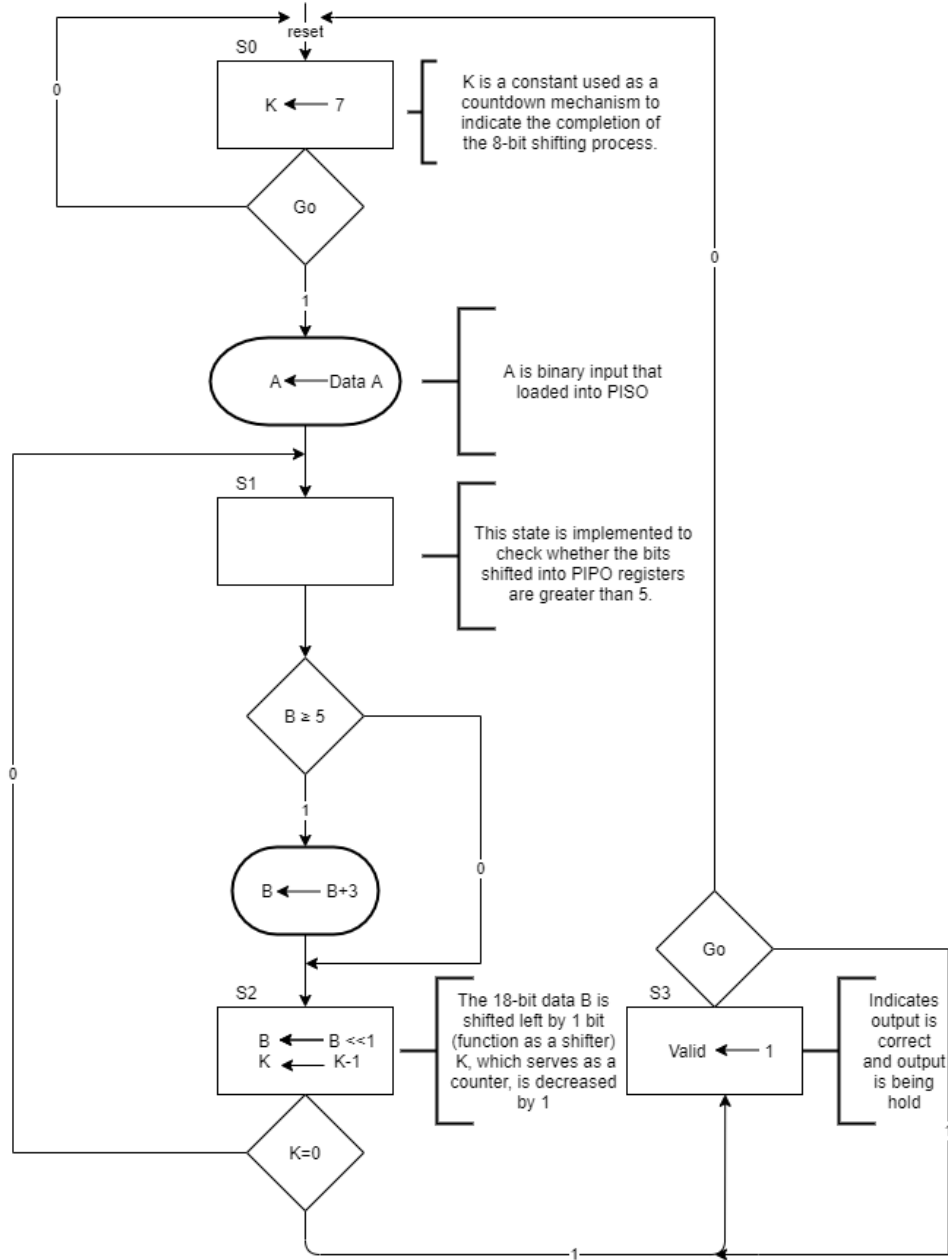 reset
S0
0
K 7
K is a constant used as a
countdown mechanism to
indicate the completion of
the 8-bit shifting process.
Go
0
1
A Data A
A is binary input that
loaded into PISO
S1
This state is implemented to
check whether the bits
shifted into PIPO registers
are greater than 5.
B ≥ 5
0
1
0
B B+3
Go
S2
B B <<1
K K-1
The 18-bit data B is
shifted left by 1 bit
(function as a shifter)
K, which serves as a
counter, is decreased
by 1
S3
Valid 1
Indicates
output is
correct
and output
is being
hold
1
K=0
1